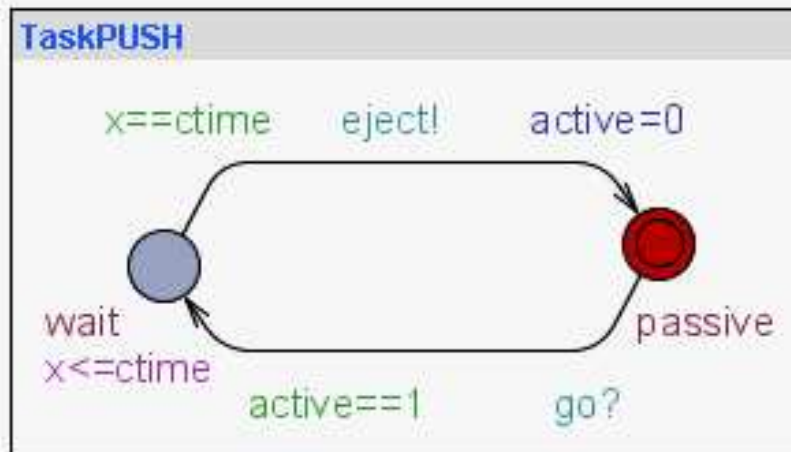 TaskPUSH
x==ctime eject! active=0
wait passive
x<=ctime
active==1 go?